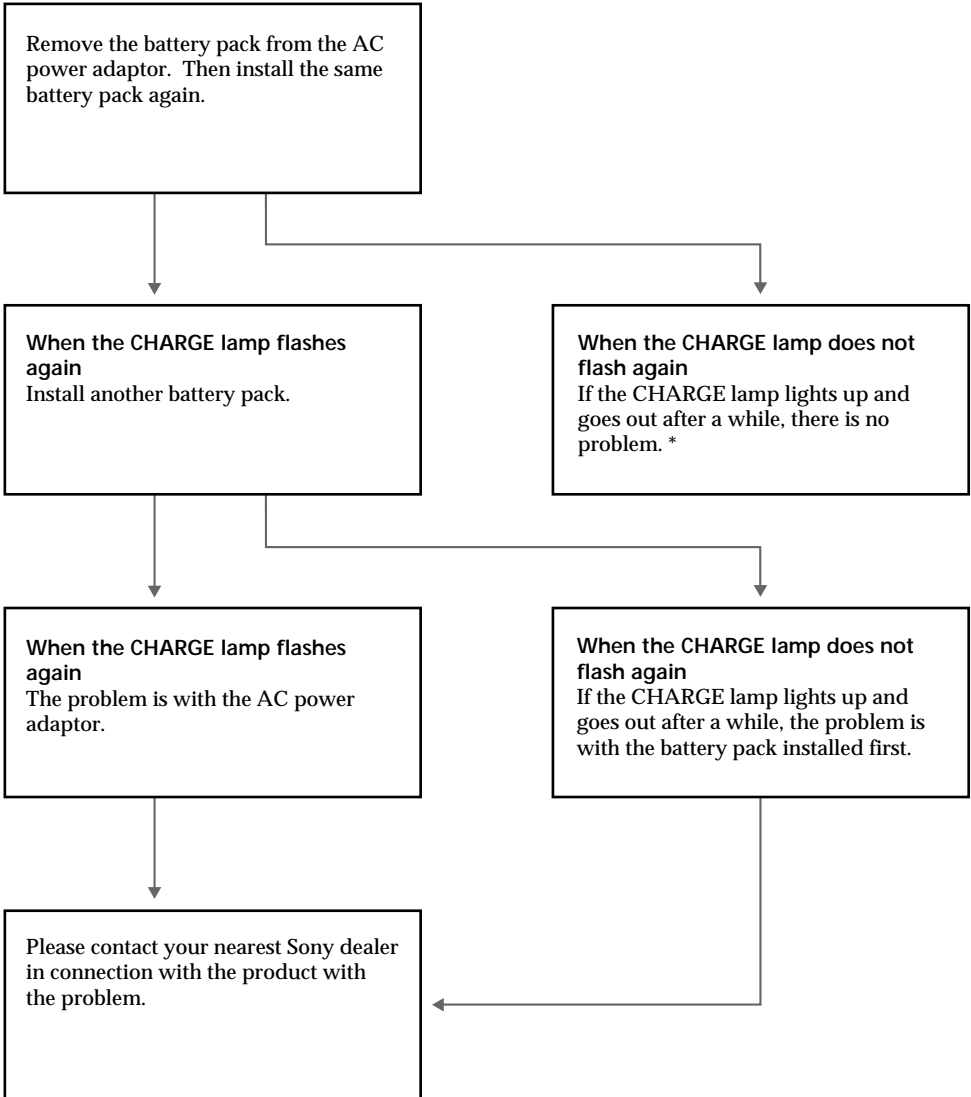 Remove the battery pack from the AC
power adaptor. Then install the same
battery pack again.
When the CHARGE lamp flashes
again
Install another battery pack.
When the CHARGE lamp does not
flash again
If the CHARGE lamp lights up and
goes out after a while, there is no
problem. *
When the CHARGE lamp flashes
again
The problem is with the AC power
adaptor.
When the CHARGE lamp does not
flash again
If the CHARGE lamp lights up and
goes out after a while, the problem is
with the battery pack installed first.
Please contact your nearest Sony dealer
in connection with the product with
the problem.